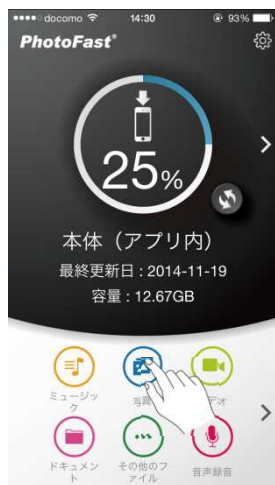 docomo 14:30 93%
PhotoFast®
25%
本体（アプリ内）
最終更新日：2014-11-19
容量：12.67GB
ミュージッ
ク
写真
デオ
ドキュメン
ト
その他のフ
ァイル
音声録音